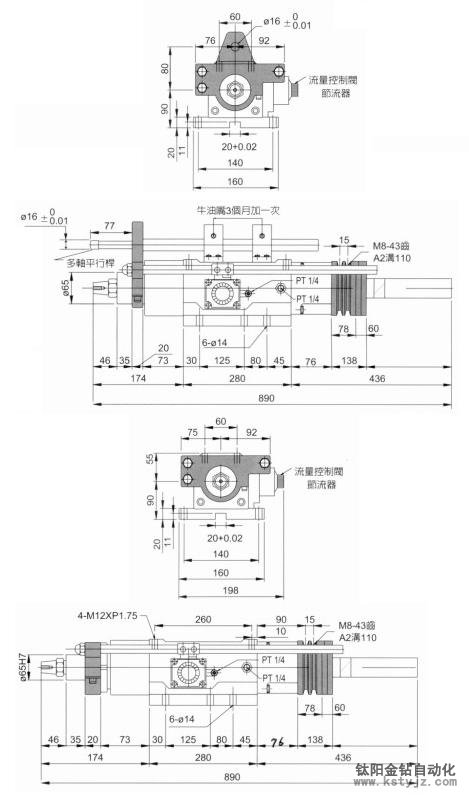 60
ø16 ± 0 0.01
76
92
80
90
流量控制閥
節流器
20
11
20+0.02
140
160
牛油嘴3個月加一次
ø16 ± 0 0.01
77
15
M8-43齒
A2溝110
多軸平行桿
ø65
PT 1/4
PT 1/4
78
60
6-ø14
20
46
35
73
30
125
80
45
76
138
174
280
436
890
60
75
92
55
90
流量控制閥
節流器
20
11
20+0.02
140
160
198
4-M12XP1.75
260
90
15
10
M8-43齒
A2溝110
ø65H7
PT 1/4
PT 1/4
6-ø14
78
60
46
35
20
73
30
125
80
45
76
138
174
280
436
890
钛阳金钻自动化
www.kstyjz.com